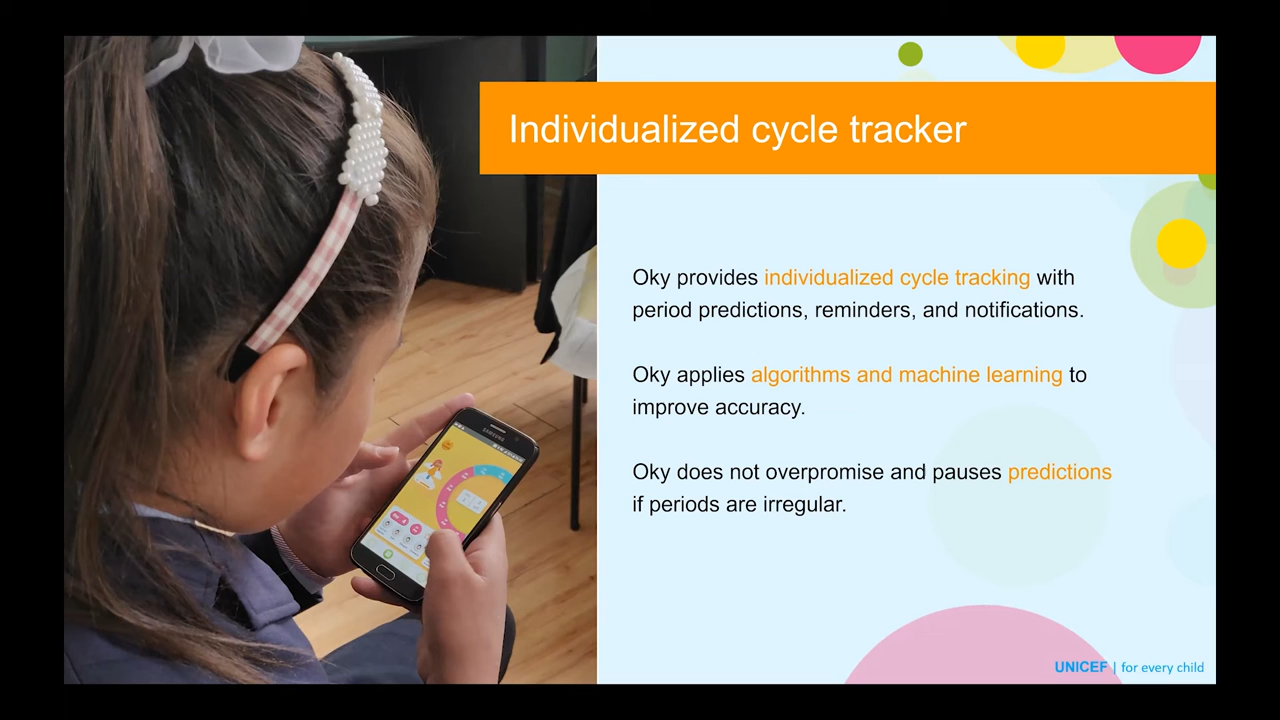 Individualized cycle tracker
Oky provides individualized cycle tracking with
period predictions, reminders, and notifications.
Oky applies algorithms and machine learning to
improve accuracy.
Oky does not overpromise and pauses predictions
if periods are irregular.
SAMSUNG
UNICEF | for every child